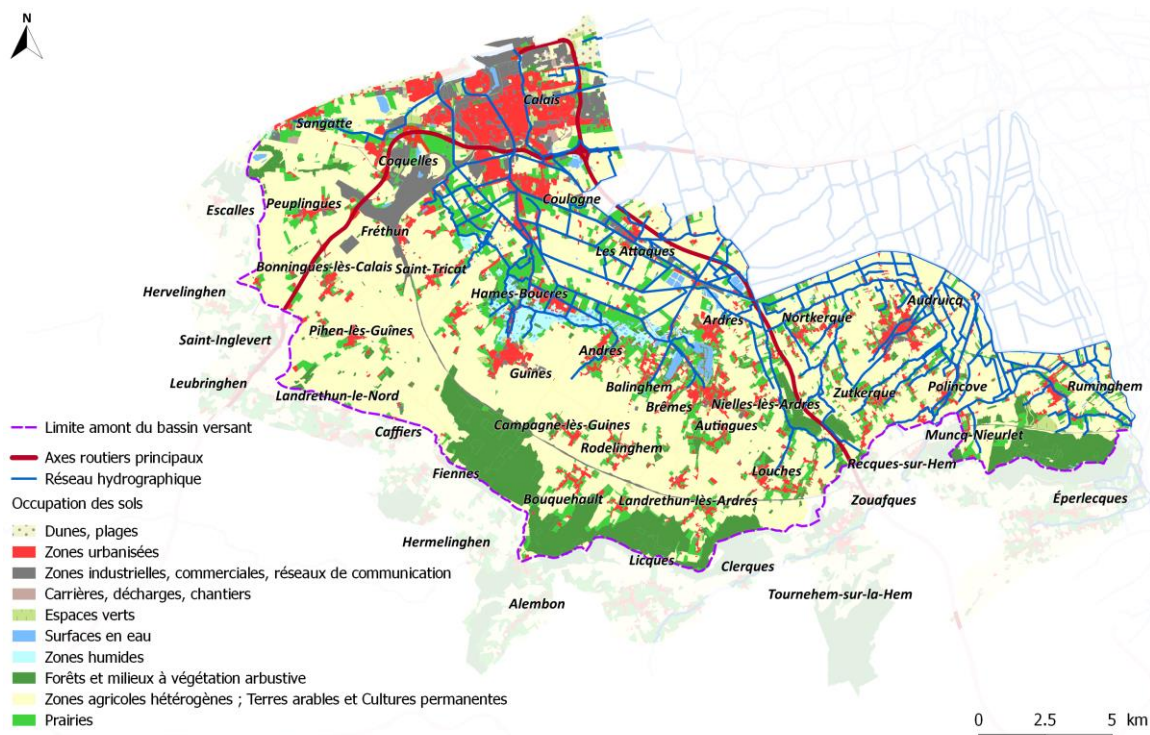 N
Calais
Sangatte
Coquelles
Escalles
Peuplingues
Coulogne
Fréthun
Les Attaques
Bonningues-lès-Calais
Saint-Tricat
Hervelinghen
Hames-Boucres
Audruicq
Ardres
Nortkerque
Saint-Inglevert
Pihen-lès-Guînes
Andres
Guînes
Leubringhen
Balinghem
Polincove
Ruminghem
Landrethun-le-Nord
Zutkerque
Brêmes
Nielles-lès-Ardres
Limite amont du bassin versant
Caffiers
Campagne-lès-Guines
Autingues
Muncq-Nieurlet
Rodelinghem
Axes routiers principaux
Recques-sur-Hem
Réseau hydrographique
Fiennes
Louches
Occupation des sols
Bouquehault
Landrethun-lès-Ardres
Zouafques
Éperlecques
Dunes, plages
Hermelinghen
Zones urbanisées
Licques
Clerques
Zones industrielles, commerciales, réseaux de communication
Carrières, décharges, chantiers
Tournehem-sur-la-Hem
Alembon
Espaces verts
Surfaces en eau
Zones humides
Forêts et milieux à végétation arbustive
Zones agricoles hétérogènes ; Terres arables et Cultures permanentes
Prairies
0 2.5 5 km